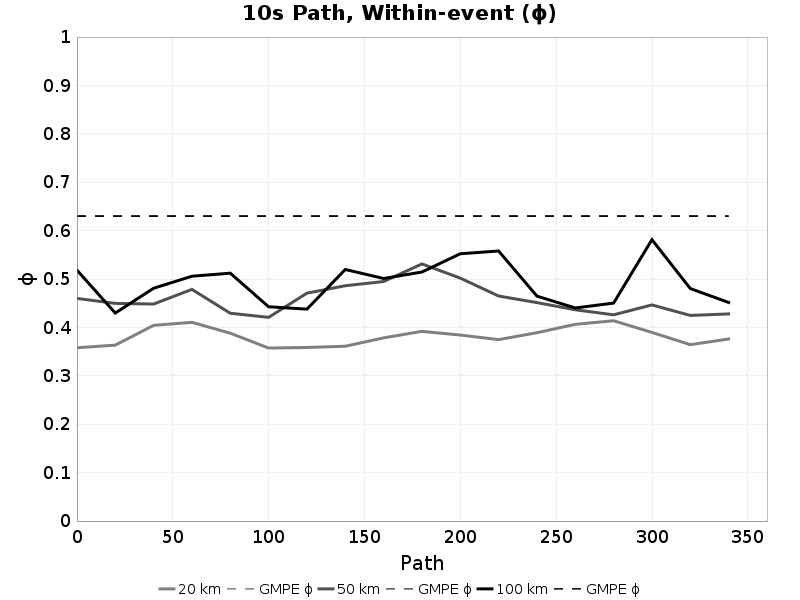 10s Path, Within-event (ϕ)
1
0.9
0.8
0.7
0.6
0.5
0.4
0.3
0.2
0.1
0
ϕ
0 50 100 150 200 250 300 350
Path
20 km GMPE ϕ 50 km GMPE ϕ 100 km GMPE ϕ